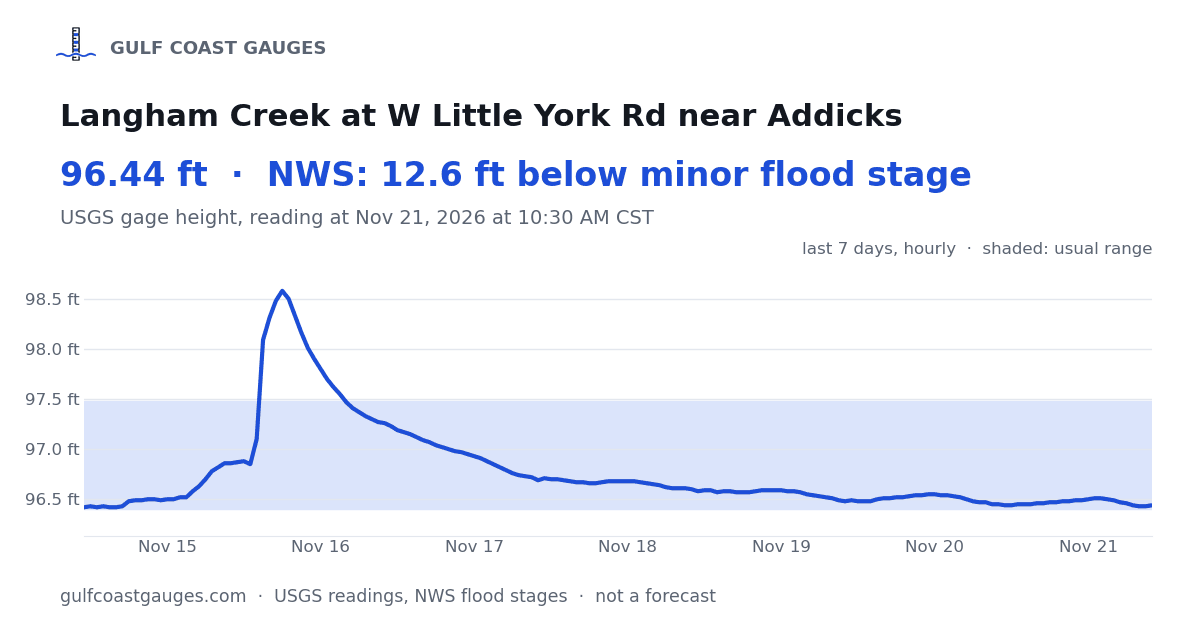 GULF COAST GAUGES
Langham Creek at W Little York Rd near Addicks
96.44 ft · NWS: 12.6 ft below minor flood stage
USGS gage height, reading at Nov 21, 2026 at 10:30 AM CST
last 7 days, hourly · shaded: usual range
98.5 ft
98.0 ft
97.5 ft
97.0 ft
96.5 ft
Nov 15 Nov 16 Nov 17 Nov 18 Nov 19 Nov 20 Nov 21
gulfcoastgauges.com · USGS readings, NWS flood stages · not a forecast